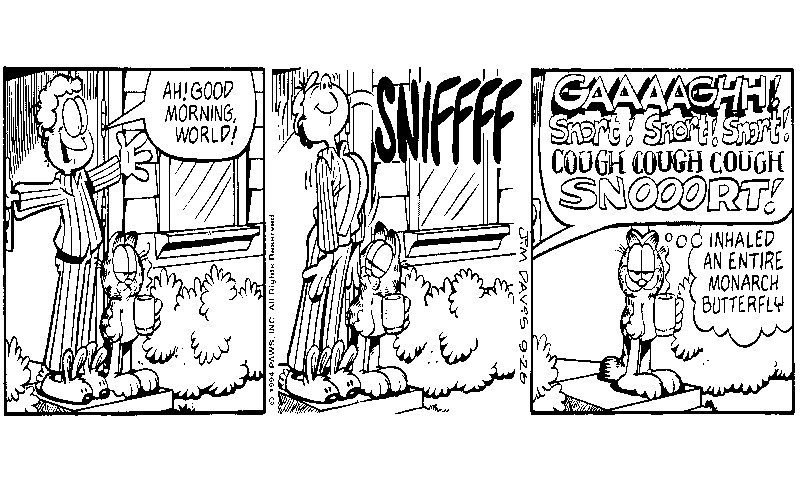 AH! GOOD
MORNING,
WORLD!
© 1994 PAWS, INC. All Rights Reserved
SNIFFFF
JIM DAVIS 9-26
GAAAAGHH!
Snort! Snort! Snort!
COUGH COUGH COUGH
SNOOORT!
INHALED
AN ENTIRE
MONARCH
BUTTERFLY